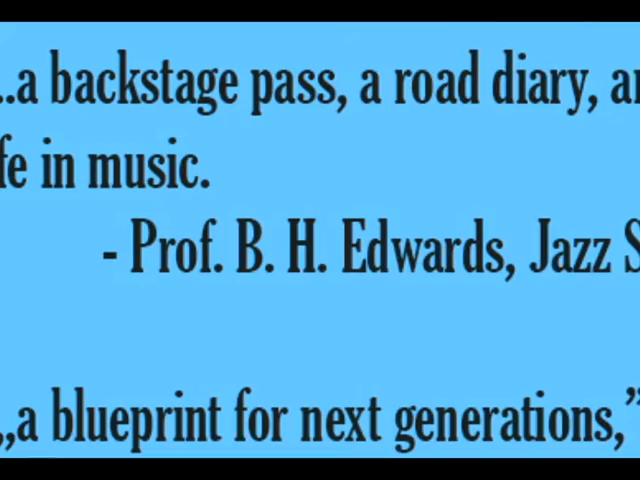 ..a backstage pass, a road diary,
fe in music.
- Prof. B. H. Edwards, Jazz S
„a blueprint for next generations,”